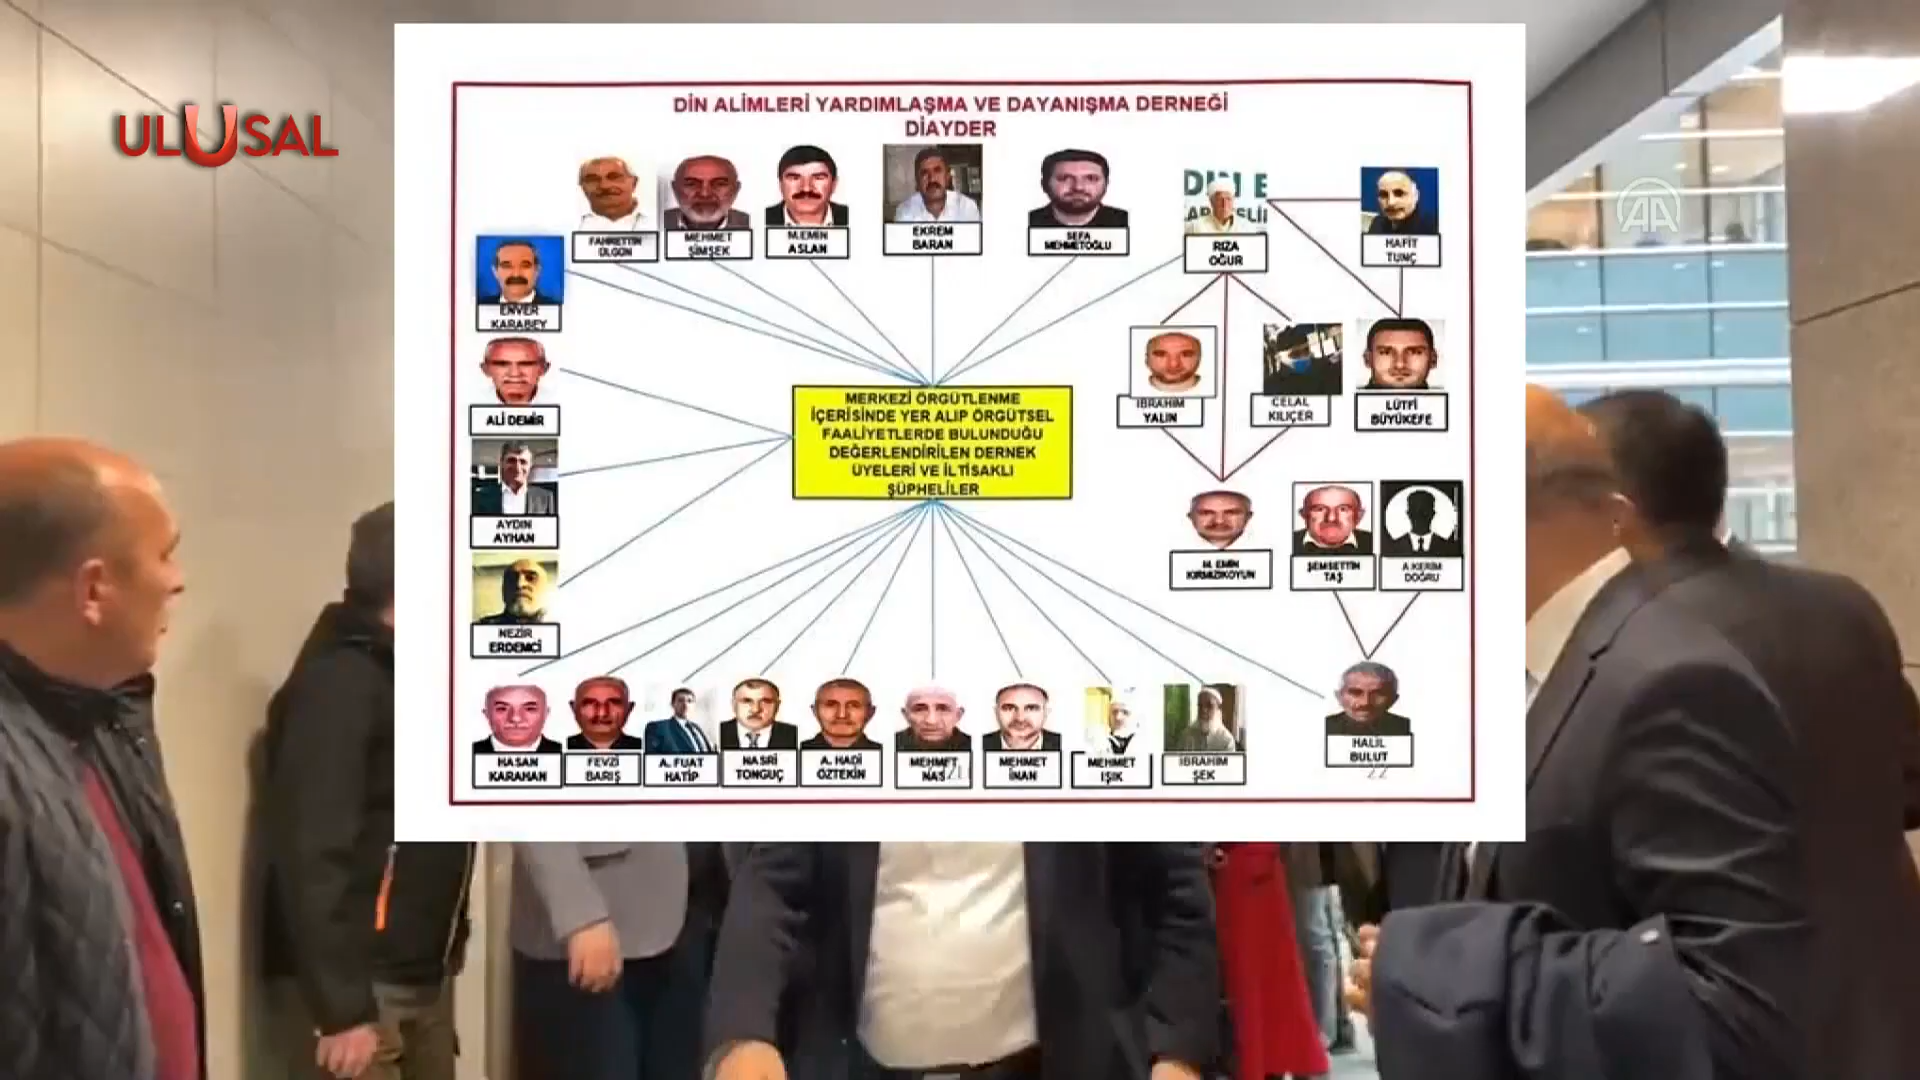 ULUSAL
AA
DİN ALİMLERİ YARDIMLAŞMA VE DAYANIŞMA DERNEĞİ
DİAYDER
FAHRETTİN
ÜLGÜN
MEHMET
ŞİMŞEK
M.EMİN
ASLAN
EKREM
BARAN
SEFA
MEHMETOĞLU
RIZA
OĞUR
HAFİT
TUNÇ
ENVER
KARABEY
ALİ DEMİR
AYDIN
AYHAN
NEZİR
ERDEMCİ
MERKEZİ ÖRGÜTLENME
İÇERİSİNDE YER ALIP ÖRGÜTSEL
FAALİYETLERDE BULUNDUĞU
DEĞERLENDİRİLEN DERNEK
ÜYELERİ VE İLTİSAKLI
ŞÜPHELİLER
İBRAHİM
YALIN
CELAL
KILIÇER
LÜTFİ
BÜYÜKEFE
M. EMİN
KIRMIZIKOYUN
ŞEMSETTİN
TAŞ
A.KERİM
DOĞRU
HASAN
KARAHAN
FEVZİ
BARIŞ
A. FUAT
HATİP
NASRİ
TONGUÇ
A. HADİ
ÖZTEKİN
MEHMET
NAS
MEHMET
İNAN
MEHMET
IŞIK
İBRAHİM
ŞEK
HALİL
BULUT